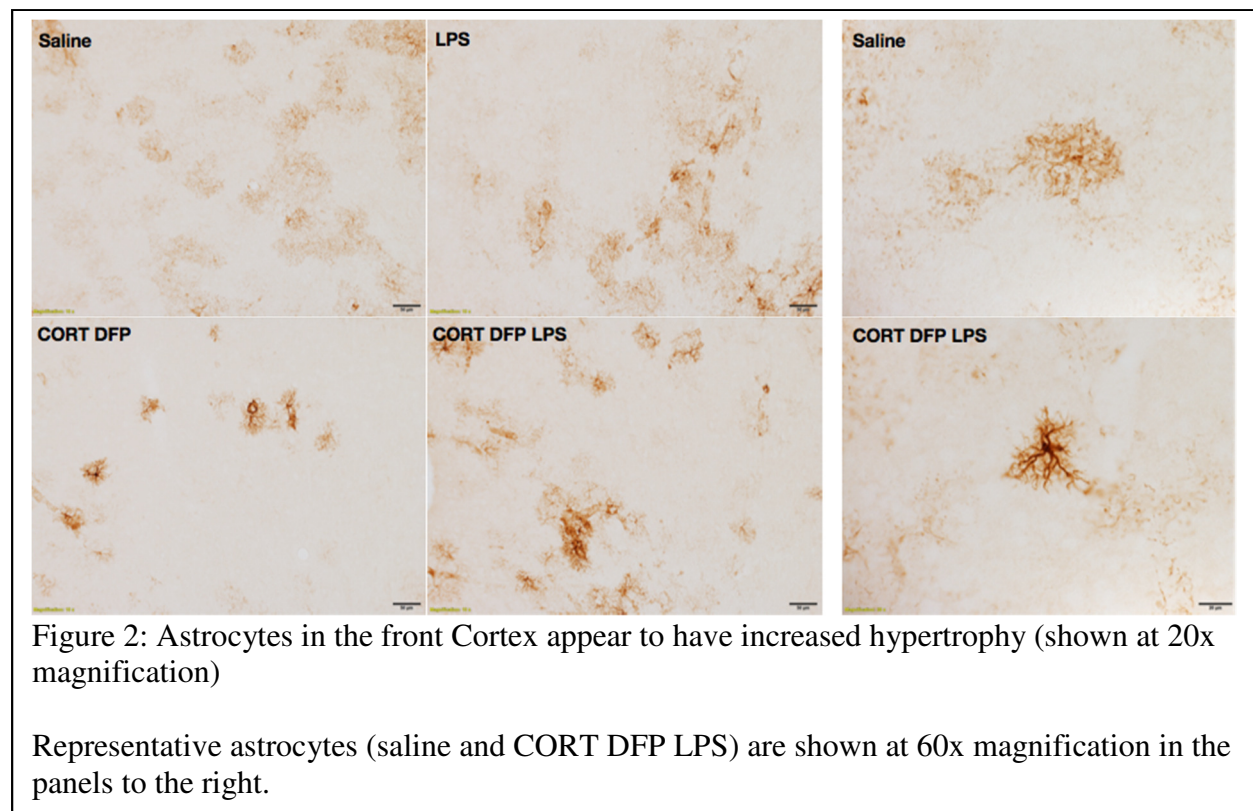 Saline
LPS
Saline
CORT DFP
CORT DFP LPS
CORT DFP LPS
Figure 2: Astrocytes in the front Cortex appear to have increased hypertrophy (shown at 20x
magnification)
Representative astrocytes (saline and CORT DFP LPS) are shown at 60x magnification in the
panels to the right.